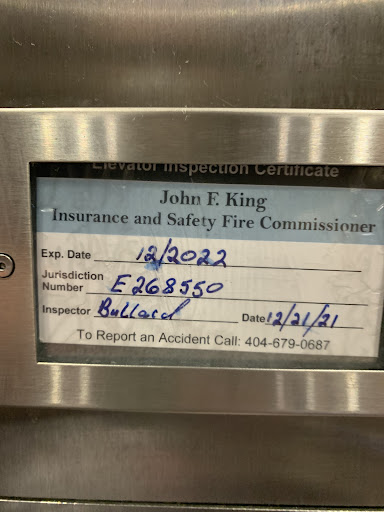 Elevator Inspection Certificate
John F. King
Insurance and Safety Fire Commissioner
Exp. Date 12/2022
Jurisdiction
Number E268550
Inspector Bullard Date 12/21/21
To Report an Accident Call: 404-679-0687